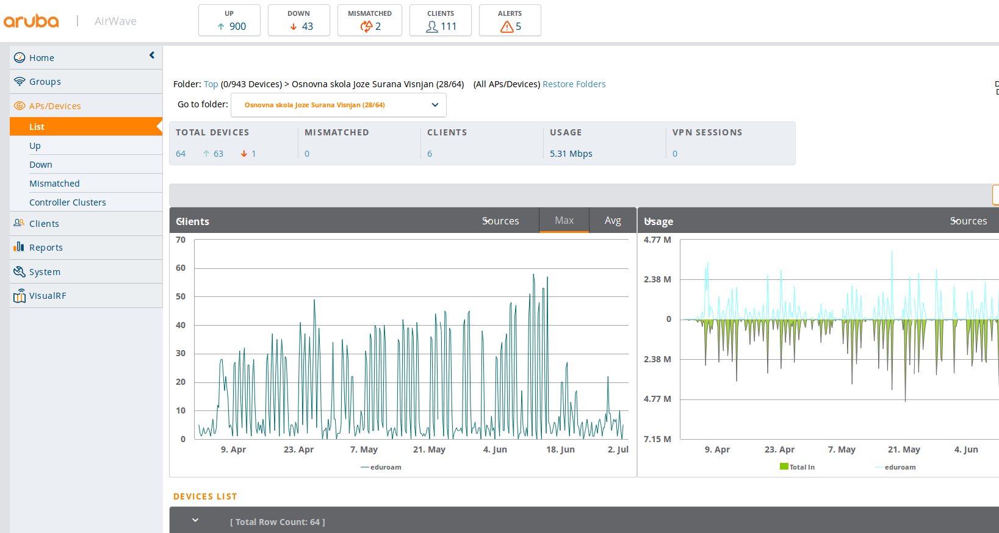 aruba | AirWave
UP
900
DOWN
43
MISMATCHED
2
CLIENTS
111
ALERTS
5
Home
Groups
APs/Devices
List
Up
Down
Mismatched
Controller Clusters
Clients
Reports
System
VisualRF
Folder: Top (0/943 Devices) > Osnovna skola Joze Surana Visnjan (28/64) (All APs/Devices) Restore Folders
Go to folder: Osnovna skola Joze Surana Visnjan (28/64)
TOTAL DEVICES
64 63 1
MISMATCHED
0
CLIENTS
6
USAGE
5.31 Mbps
VPN SESSIONS
0
Clients Sources Max Avg
70
60
50
40
30
20
10
0
9. Apr 23. Apr 7. May 21. May 4. Jun 18. Jun 2. Jul
eduroam
Usage Sources
4.77 M
2.38 M
0
2.38 M
4.77 M
7.15 M
9. Apr 23. Apr 7. May 21. May 4. Jun
Total In eduroam
DEVICES LIST
[ Total Row Count: 64 ]